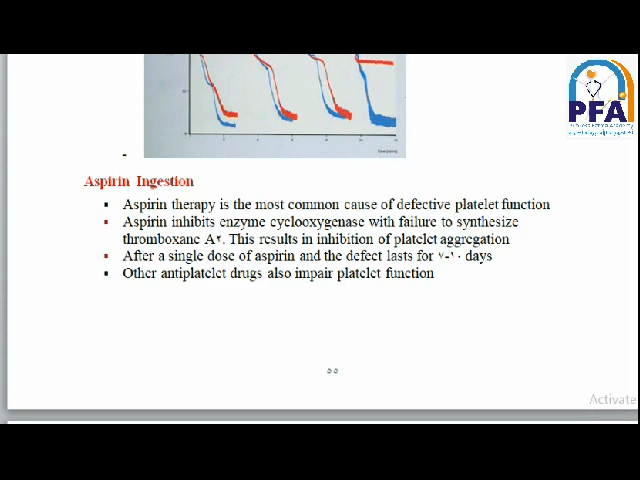 PFA
Aspirin Ingestion
Aspirin therapy is the most common cause of defective platelet function
Aspirin inhibits enzyme cyclooxygenase with failure to synthesize
thromboxane A٢. This results in inhibition of platelet aggregation
After a single dose of aspirin and the defect lasts for ٧-١٠ days
Other antiplatelet drugs also impair platelet function
٥٥
Activate